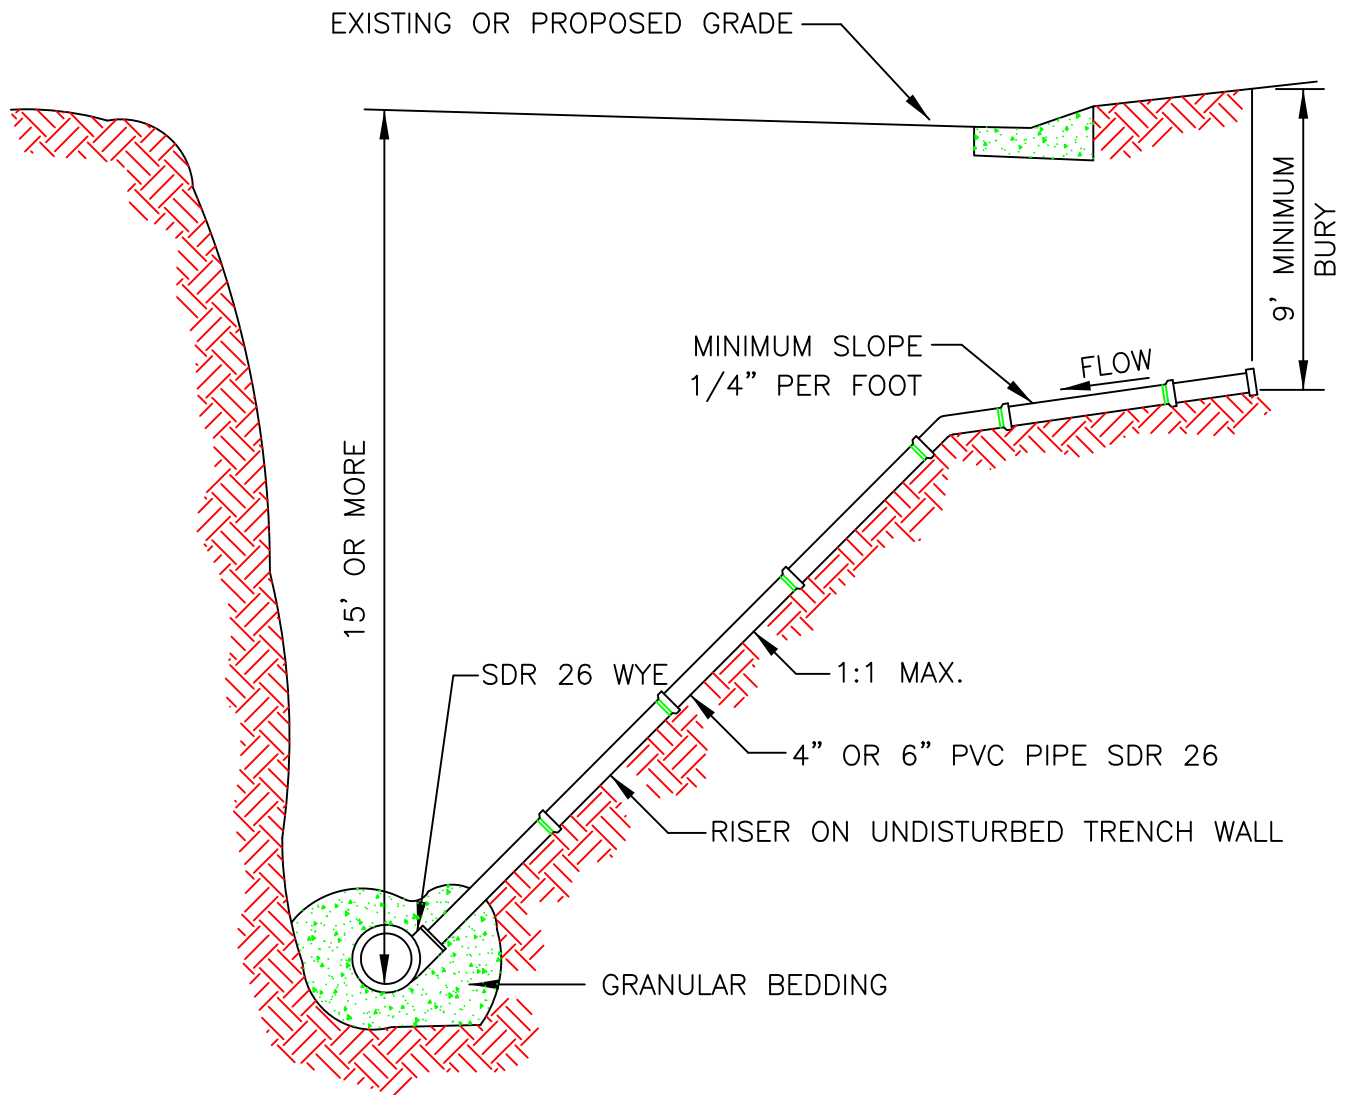 EXISTING OR PROPOSED GRADE
9' MINIMUM
BURY
MINIMUM SLOPE
1/4" PER FOOT
FLOW
15' OR MORE
SDR 26 WYE
1:1 MAX.
4" OR 6" PVC PIPE SDR 26
RISER ON UNDISTURBED TRENCH WALL
GRANULAR BEDDING